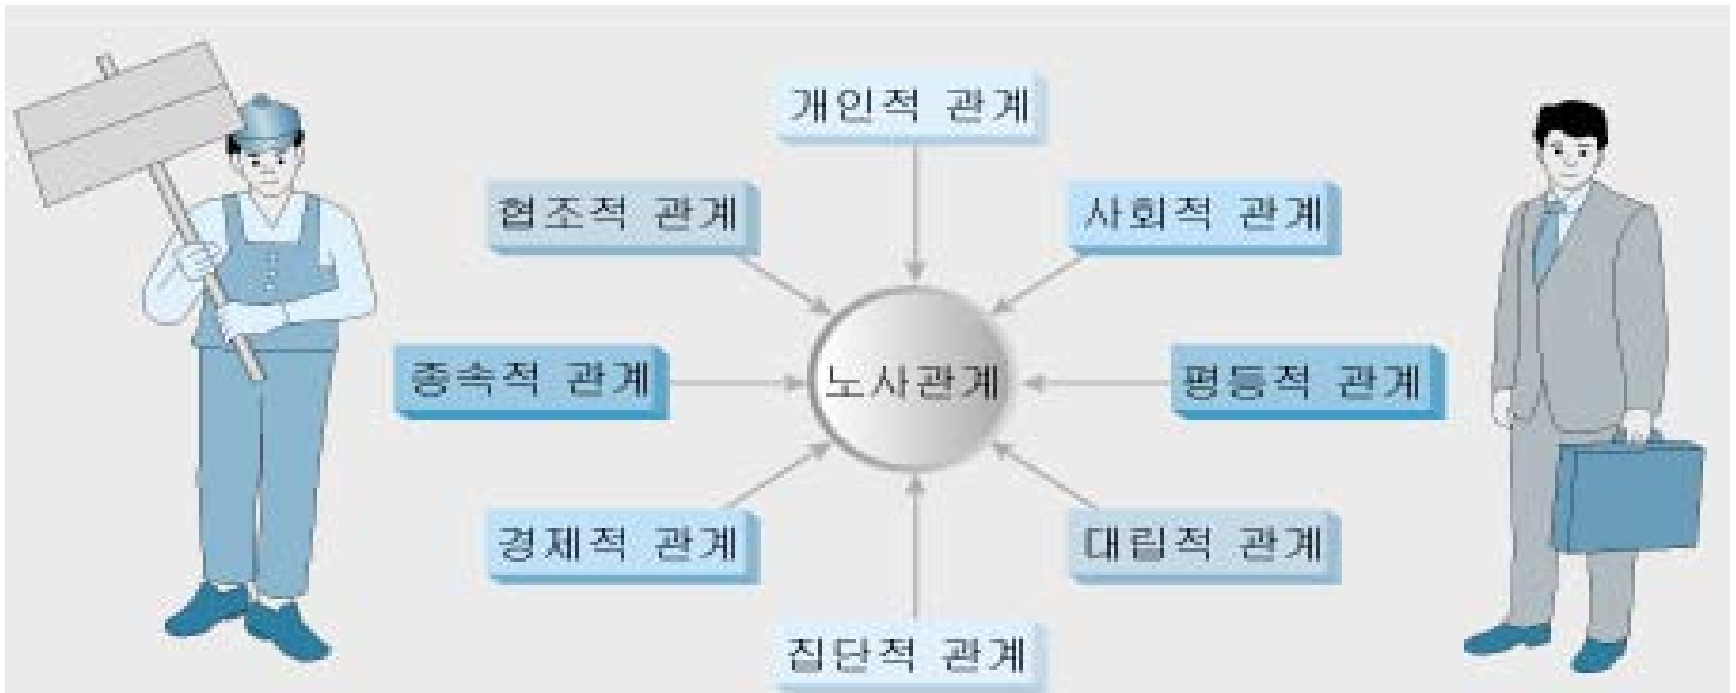 개인적 관계
협조적 관계
사회적 관계
종속적 관계
노사관계
평등적 관계
경제적 관계
대립적 관계
집단적 관계